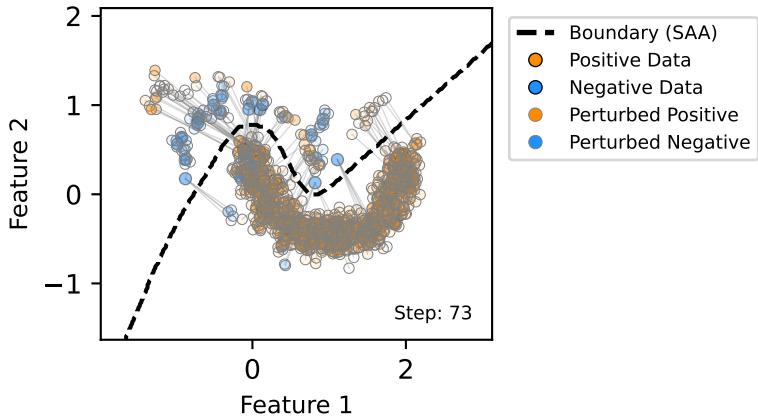 2
1
0
−1
Feature 2
0
2
Feature 1
Step: 73
Boundary (SAA)
Positive Data
Negative Data
Perturbed Positive
Perturbed Negative